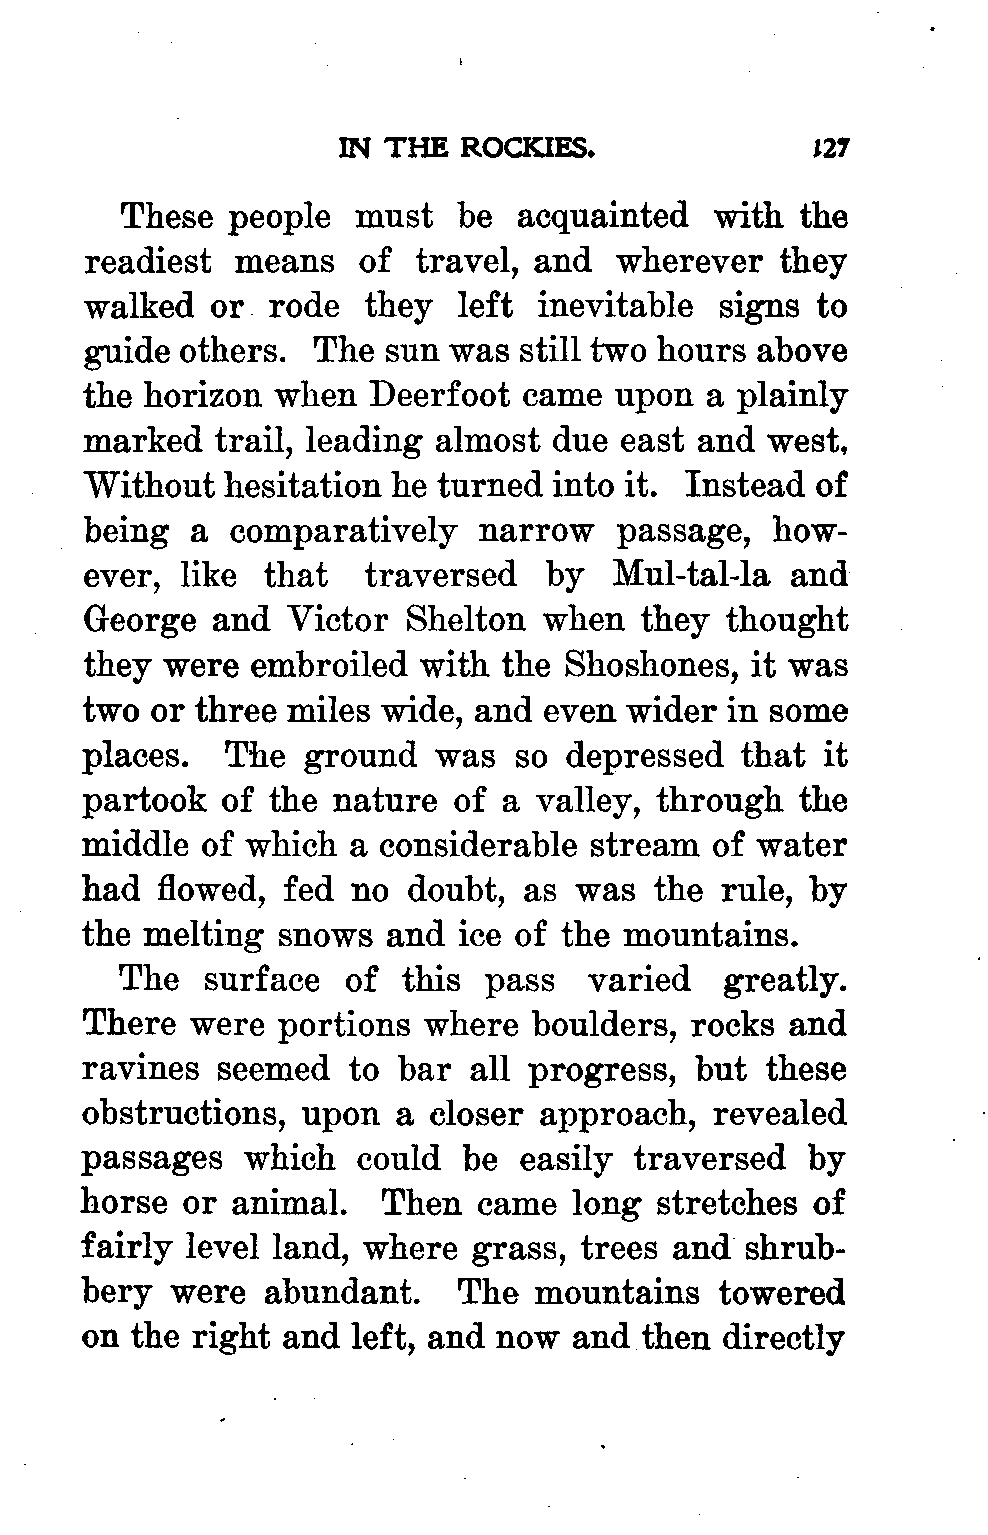 IN THE ROCKIES. 127
These people must be acquainted with the
readiest means of travel, and wherever they
walked or rode they left inevitable signs to
guide others. The sun was still two hours above
the horizon when Deerfoot came upon a plainly
marked trail, leading almost due east and west,
Without hesitation he turned into it. Instead of
being a comparatively narrow passage, how-
ever, like that traversed by Mul-tal-la and
George and Victor Shelton when they thought
they were embroiled with the Shoshones, it was
two or three miles wide, and even wider in some
places. The ground was so depressed that it
partook of the nature of a valley, through the
middle of which a considerable stream of water
had flowed, fed no doubt, as was the rule, by
the melting snows and ice of the mountains.
The surface of this pass varied greatly.
There were portions where boulders, rocks and
ravines seemed to bar all progress, but these
obstructions, upon a closer approach, revealed
passages which could be easily traversed by
horse or animal. Then came long stretches of
fairly level land, where grass, trees and shrub-
bery were abundant. The mountains towered
on the right and left, and now and then directly